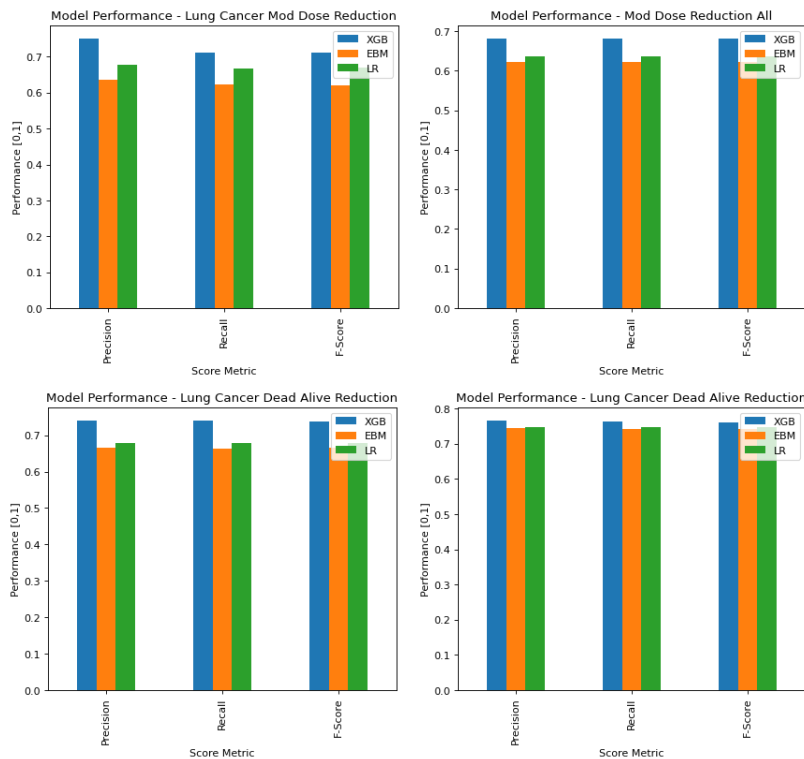 Model Performance - Lung Cancer Mod Dose Reduction
XGB
EBM
LR
0.7
0.6
0.5
0.4
0.3
0.2
0.1
0.0
Performance [0,1]
Precision
Recall
F-Score
Score Metric
Model Performance - Mod Dose Reduction All
XGB
EBM
LR
0.7
0.6
0.5
0.4
0.3
0.2
0.1
0.0
Performance [0,1]
Precision
Recall
F-Score
Score Metric
Model Performance - Lung Cancer Dead Alive Reduction
XGB
EBM
LR
0.7
0.6
0.5
0.4
0.3
0.2
0.1
0.0
Performance [0,1]
Precision
Recall
F-Score
Score Metric
Model Performance - Lung Cancer Dead Alive Reduction
XGB
EBM
LR
0.8
0.7
0.6
0.5
0.4
0.3
0.2
0.1
0.0
Performance [0,1]
Precision
Recall
F-Score
Score Metric